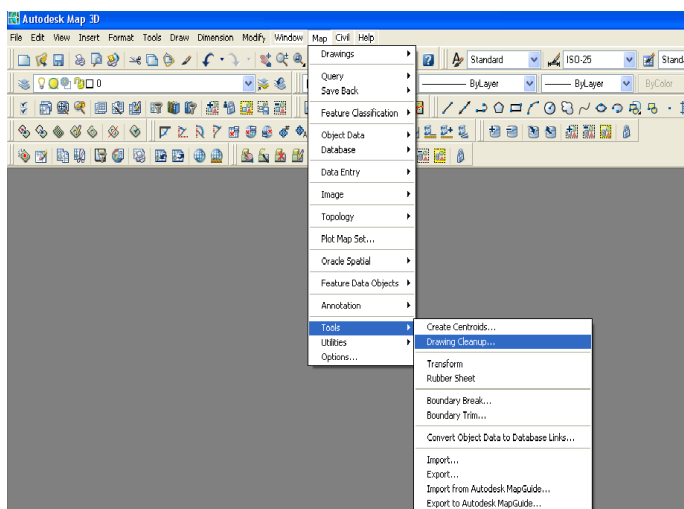 Autodesk Map 3D
File Edit View Insert Format Tools Draw Dimension Modify Window Map Civil Help
Standard ISO-25 Stand
0 ByLayer ByLayer ByColor
Drawings
Query
Save Back
Feature Classification
Object Data
Database
Data Entry
Image
Topology
Plot Map Set...
Oracle Spatial
Feature Data Objects
Annotation
Tools
Utilities
Options...
Create Centroids...
Drawing Cleanup...
Transform
Rubber Sheet
Boundary Break...
Boundary Trim...
Convert Object Data to Database Links...
Import...
Export...
Import from Autodesk MapGuide...
Export to Autodesk MapGuide...